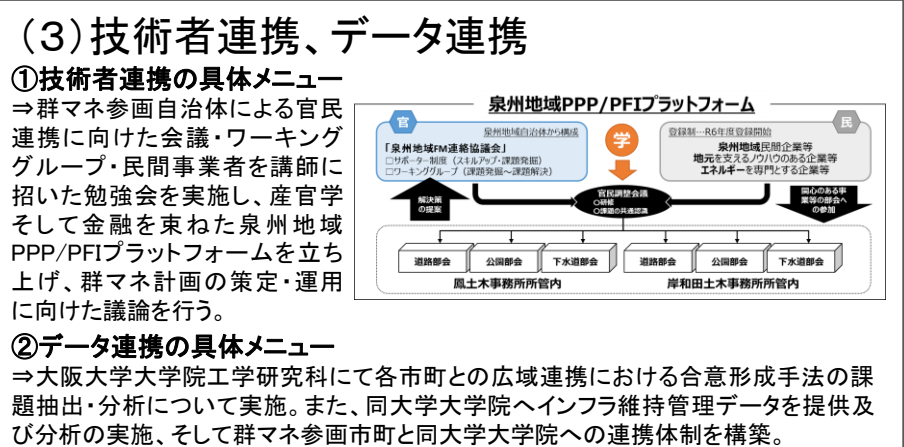 （３）技術者連携、データ連携
①技術者連携の具体メニュー
⇒群マネ参画自治体による官民
連携に向けた会議・ワーキング
グループ・民間事業者を講師に
招いた勉強会を実施し、産官学
そして金融を束ねた泉州地域
PPP/PFIプラットフォームを立ち
上げ、群マネ計画の策定・運用
に向けた議論を行う。
泉州地域PPP/PFIプラットフォーム
官
泉州地域自治体から構成
「泉州地域FM連絡協議会」
□サポーター制度（スキルアップ・課題発掘）
□ワーキンググループ（課題発掘～課題解決）
学
民
登録制…R6年度登録開始
泉州地域民間企業等
地元を支えるノウハウのある企業等
エネルギーを専門とする企業等
解決策
の提案
官民調整会議
○研修
○課題の共通認識
関心のある事
業等の部会へ
の参加
道路部会
公園部会
下水道部会
道路部会
公園部会
下水道部会
鳳土木事務所所管内
岸和田土木事務所所管内
②データ連携の具体メニュー
⇒大阪大学大学院工学研究科にて各市町との広域連携における合意形成手法の課
題抽出・分析について実施。また、同大学大学院へインフラ維持管理データを提供及
び分析の実施、そして群マネ参画市町と同大学大学院への連携体制を構築。